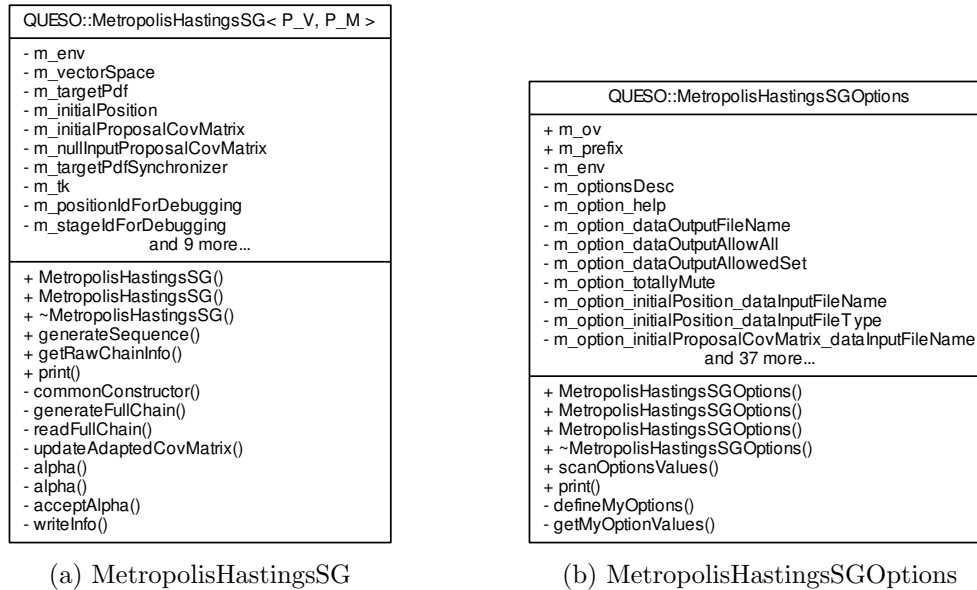 QUESO::MetropolisHastingsSG< P_V, P_M >
- m_env
- m_vectorSpace
- m_targetPdf
- m_initialPosition
- m_initialProposalCovMatrix
- m_nullInputProposalCovMatrix
- m_targetPdfSynchronizer
- m_tk
- m_positionIdForDebugging
- m_stageIdForDebugging
and 9 more...
+ MetropolisHastingsSG()
+ MetropolisHastingsSG()
+ ~MetropolisHastingsSG()
+ generateSequence()
+ getRawChainInfo()
+ print()
- commonConstructor()
- generateFullChain()
- readFullChain()
- updateAdaptedCovMatrix()
- alpha()
- alpha()
- acceptAlpha()
- writeInfo()
(a) MetropolisHastingsSG
QUESO::MetropolisHastingsSGOptions
+ m_ov
+ m_prefix
- m_env
- m_optionsDesc
- m_option_help
- m_option_dataOutputFileName
- m_option_dataOutputAllowAll
- m_option_dataOutputAllowedSet
- m_option_totallyMute
- m_option_initialPosition_dataInputFileName
- m_option_initialPosition_dataInputFileType
- m_option_initialProposalCovMatrix_dataInputFileName
and 37 more...
+ MetropolisHastingsSGOptions()
+ MetropolisHastingsSGOptions()
+ MetropolisHastingsSGOptions()
+ ~MetropolisHastingsSGOptions()
+ scanOptionsValues()
+ print()
- defineMyOptions()
- getMyOptionValues()
(b) MetropolisHastingsSGOptions